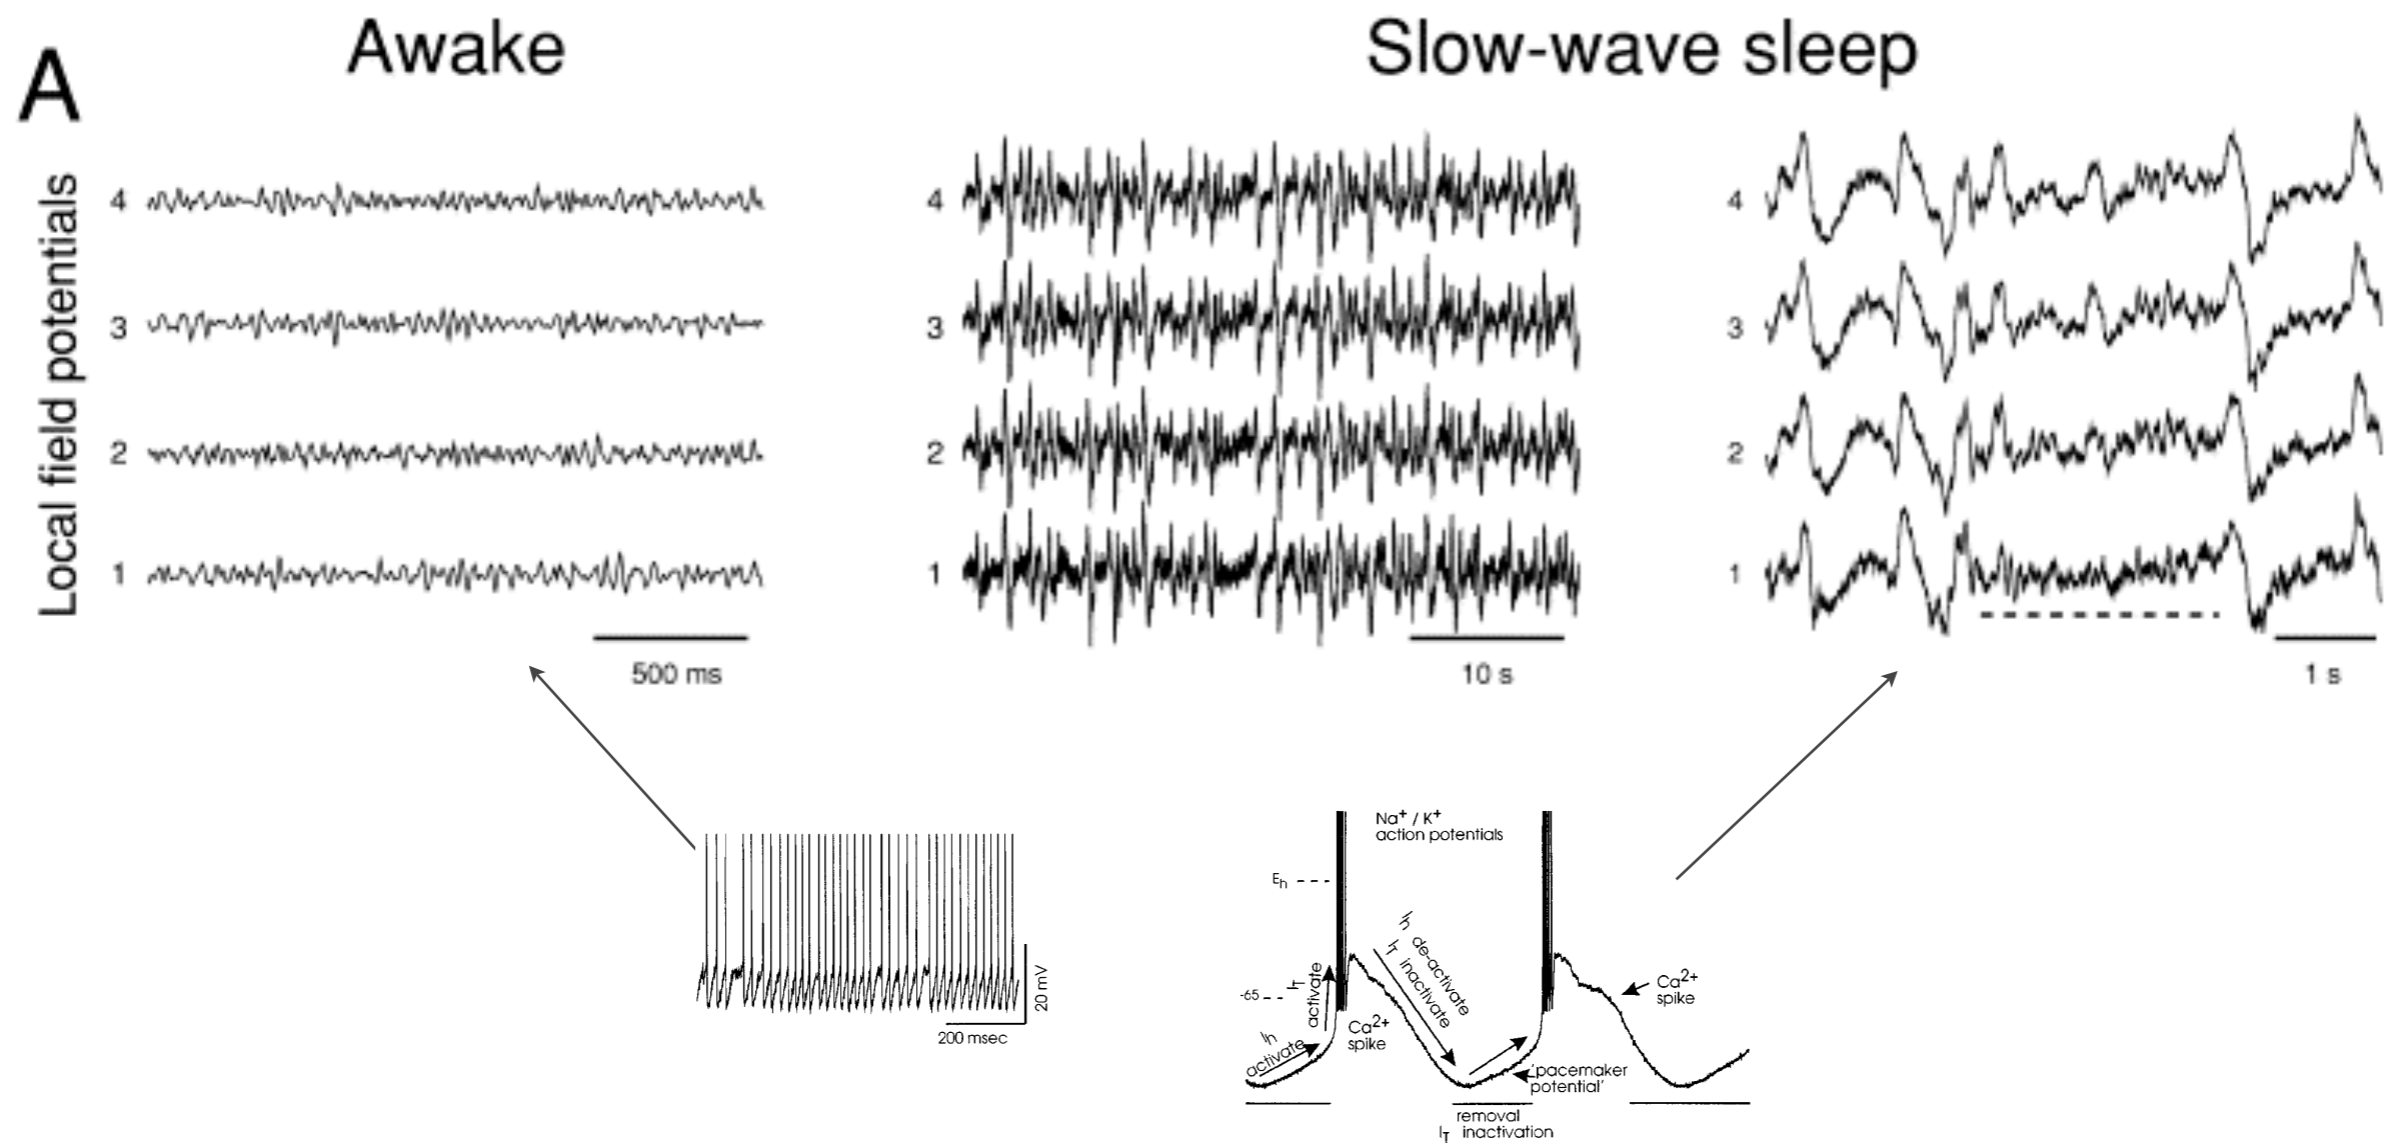 Awake
Slow-wave sleep
A
Local field potentials
4
3
2
1
500 ms
4
3
2
1
10 s
4
3
2
1
1 s
20 mV
200 msec
Na+ / K+
action potentials
Eh
-65
Ih
activate
IT
activate
Ca2+
spike
Ih de-activate
IT inactivate
Ca2+
spike
'pacemaker
potential'
removal
IT inactivation